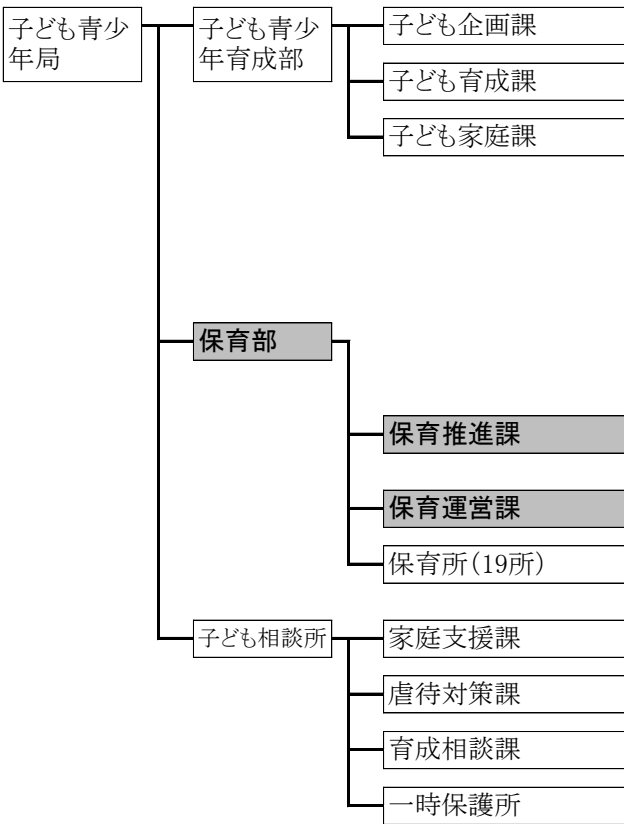 子ども青少
年局
子ども青少
年育成部
子ども企画課
子ども育成課
子ども家庭課
保育部
保育推進課
保育運営課
保育所（19所）
子ども相談所
家庭支援課
虐待対策課
育成相談課
一時保護所